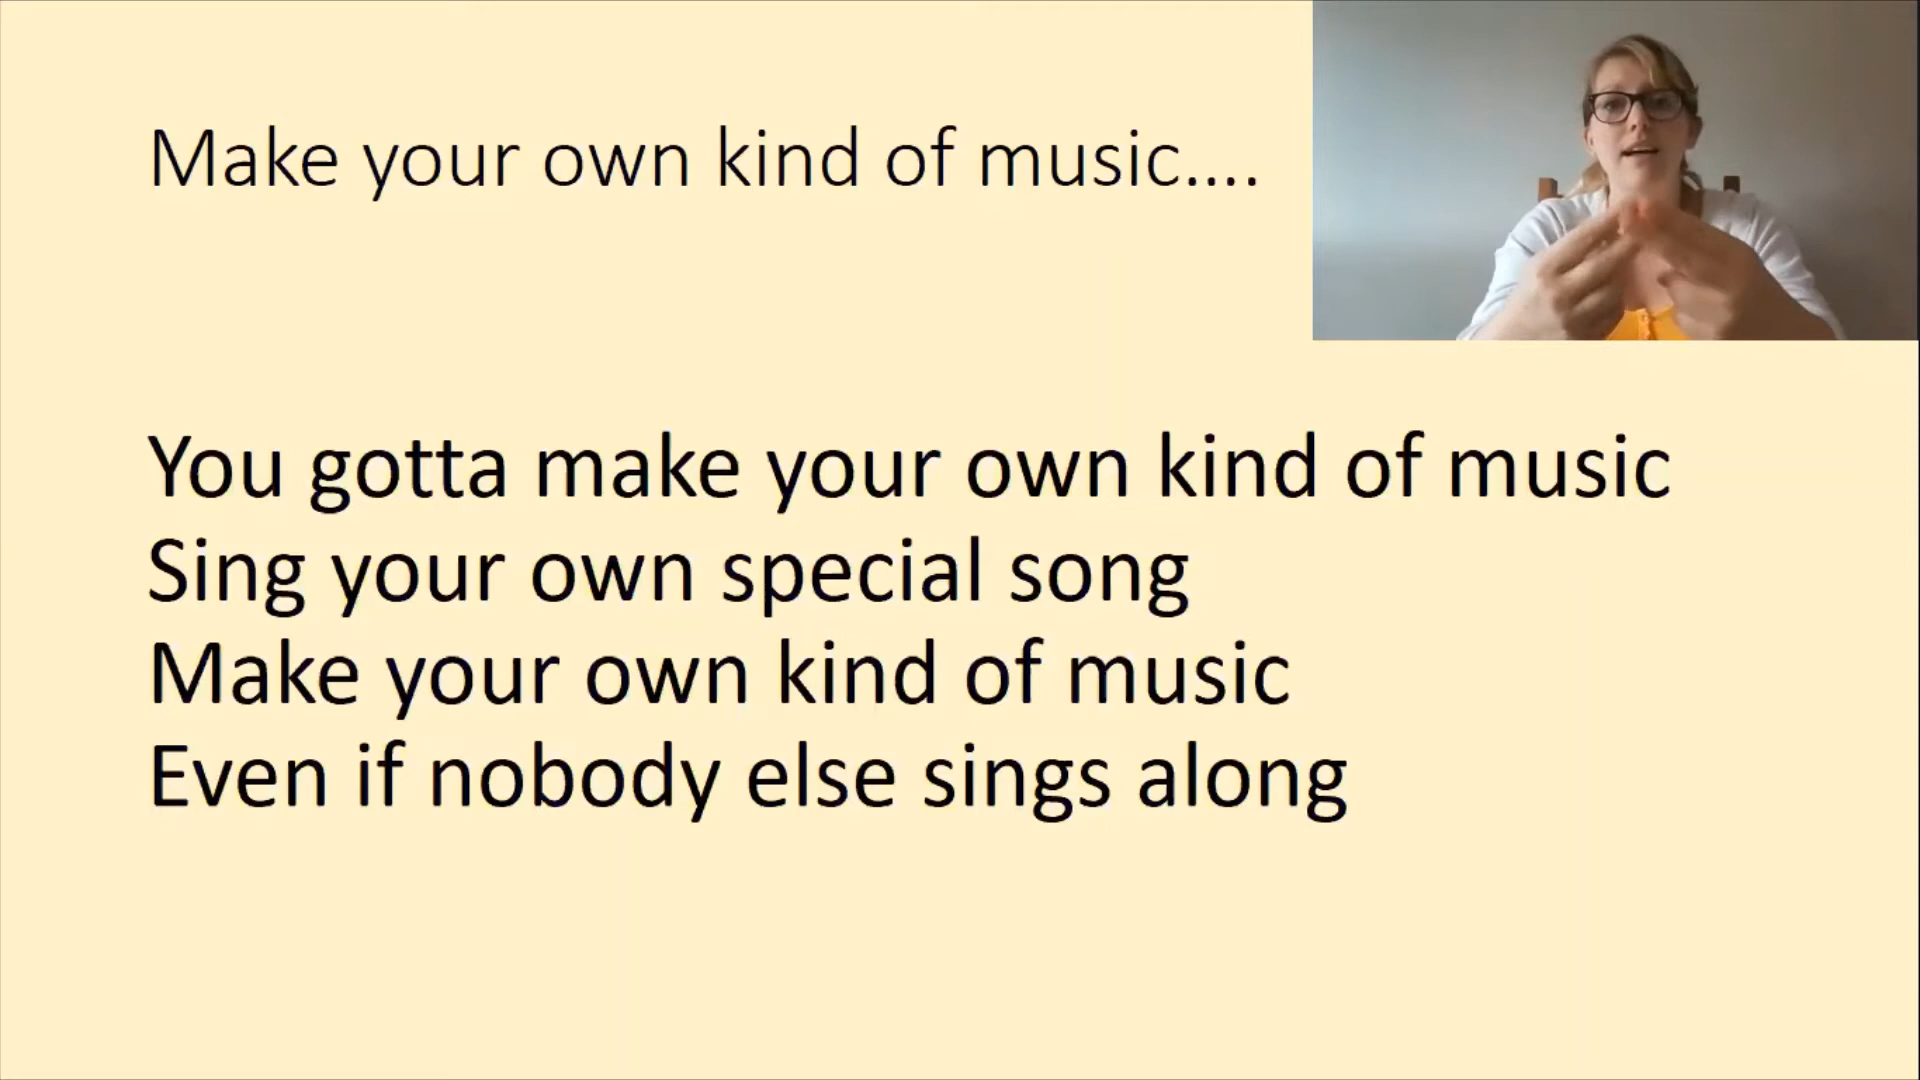 Make your own kind of music....
You gotta make your own kind of music
Sing your own special song
Make your own kind of music
Even if nobody else sings along